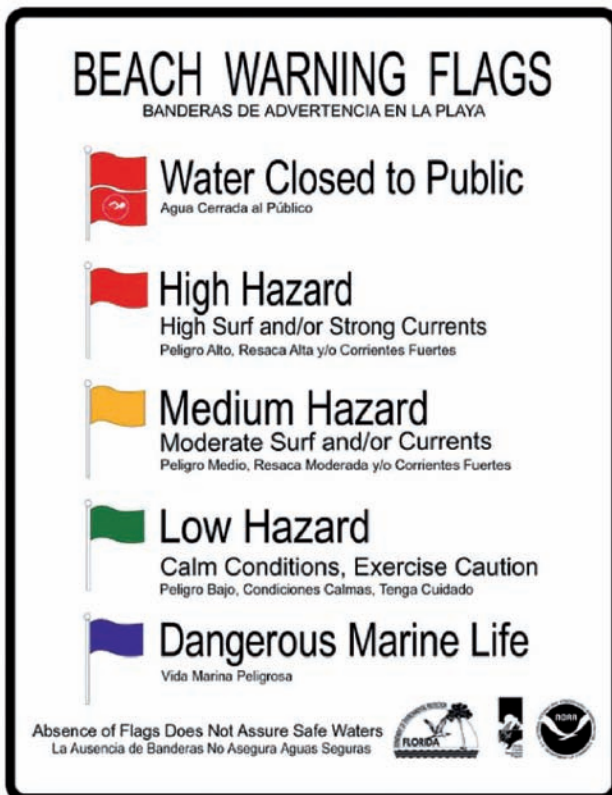 BEACH WARNING FLAGS
BANDERAS DE ADVERTENCIA EN LA PLAYA
Water Closed to Public
Agua Cerrada al Público
High Hazard
High Surf and/or Strong Currents
Peligro Alto, Resaca Alta y/o Corrientes Fuertes
Medium Hazard
Moderate Surf and/or Currents
Peligro Medio, Resaca Moderada y/o Corrientes Fuertes
Low Hazard
Calm Conditions, Exercise Caution
Peligro Bajo, Condiciones Calmas, Tenga Cuidado
Dangerous Marine Life
Vida Marina Peligrosa
Absence of Flags Does Not Assure Safe Waters
La Ausencia de Banderas No Asegura Aguas Seguras
FLORIDA
NOAA